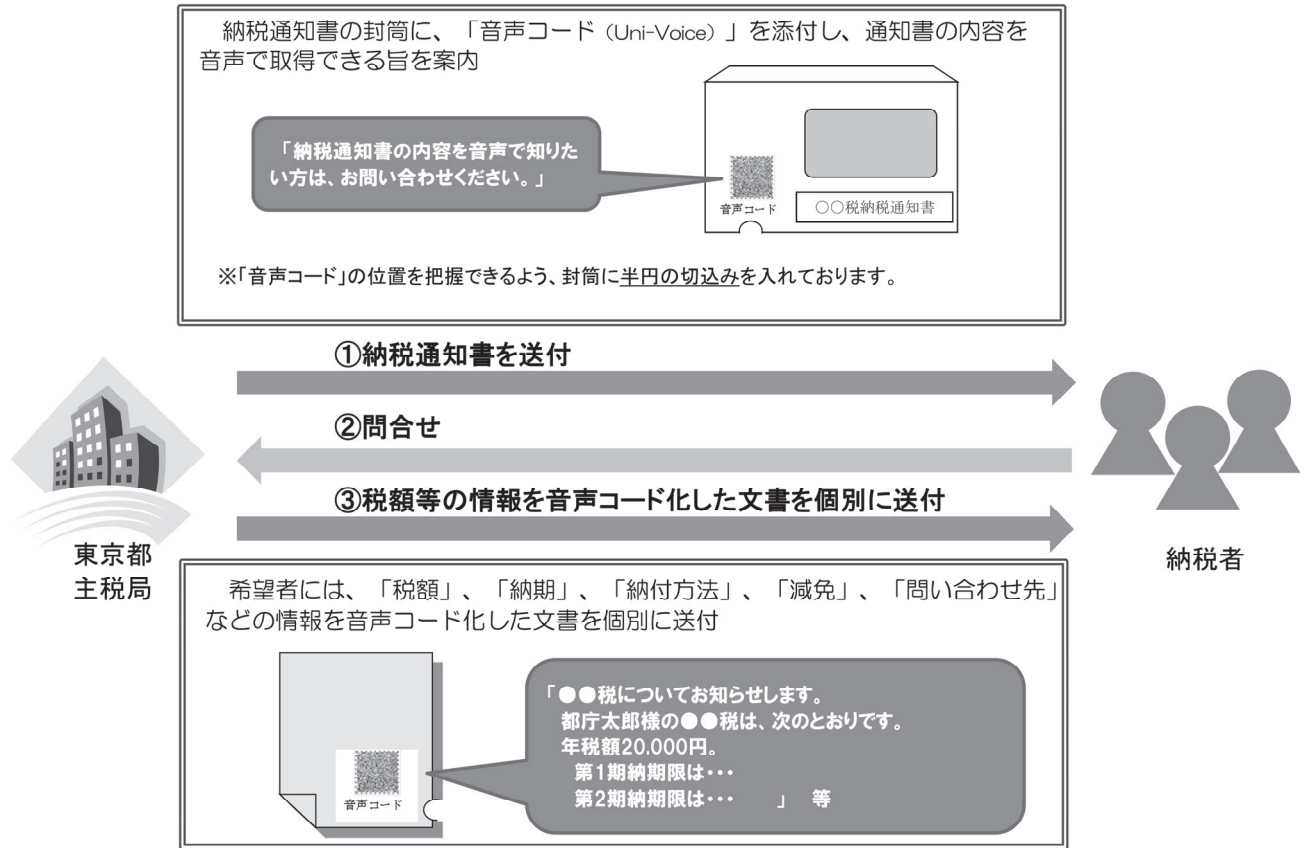 納税通知書の封筒に、「音声コード（Uni-Voice）」を添付し、通知書の内容を
音声で取得できる旨を案内
「納税通知書の内容を音声で知りた
い方は、お問い合わせください。」
音声コード
○○税納税通知書
※「音声コード」の位置を把握できるよう、封筒に半円の切込みを入れております。
①納税通知書を送付
②問合せ
③税額等の情報を音声コード化した文書を個別に送付
東京都
主税局
納税者
希望者には、「税額」、「納期」、「納付方法」、「減免」、「問い合わせ先」
などの情報を音声コード化した文書を個別に送付
音声コード
「●●税についてお知らせします。
都庁太郎様の●●税は、次のとおりです。
年税額20,000円。
第1期納期限は・・・
第2期納期限は・・・　」　等